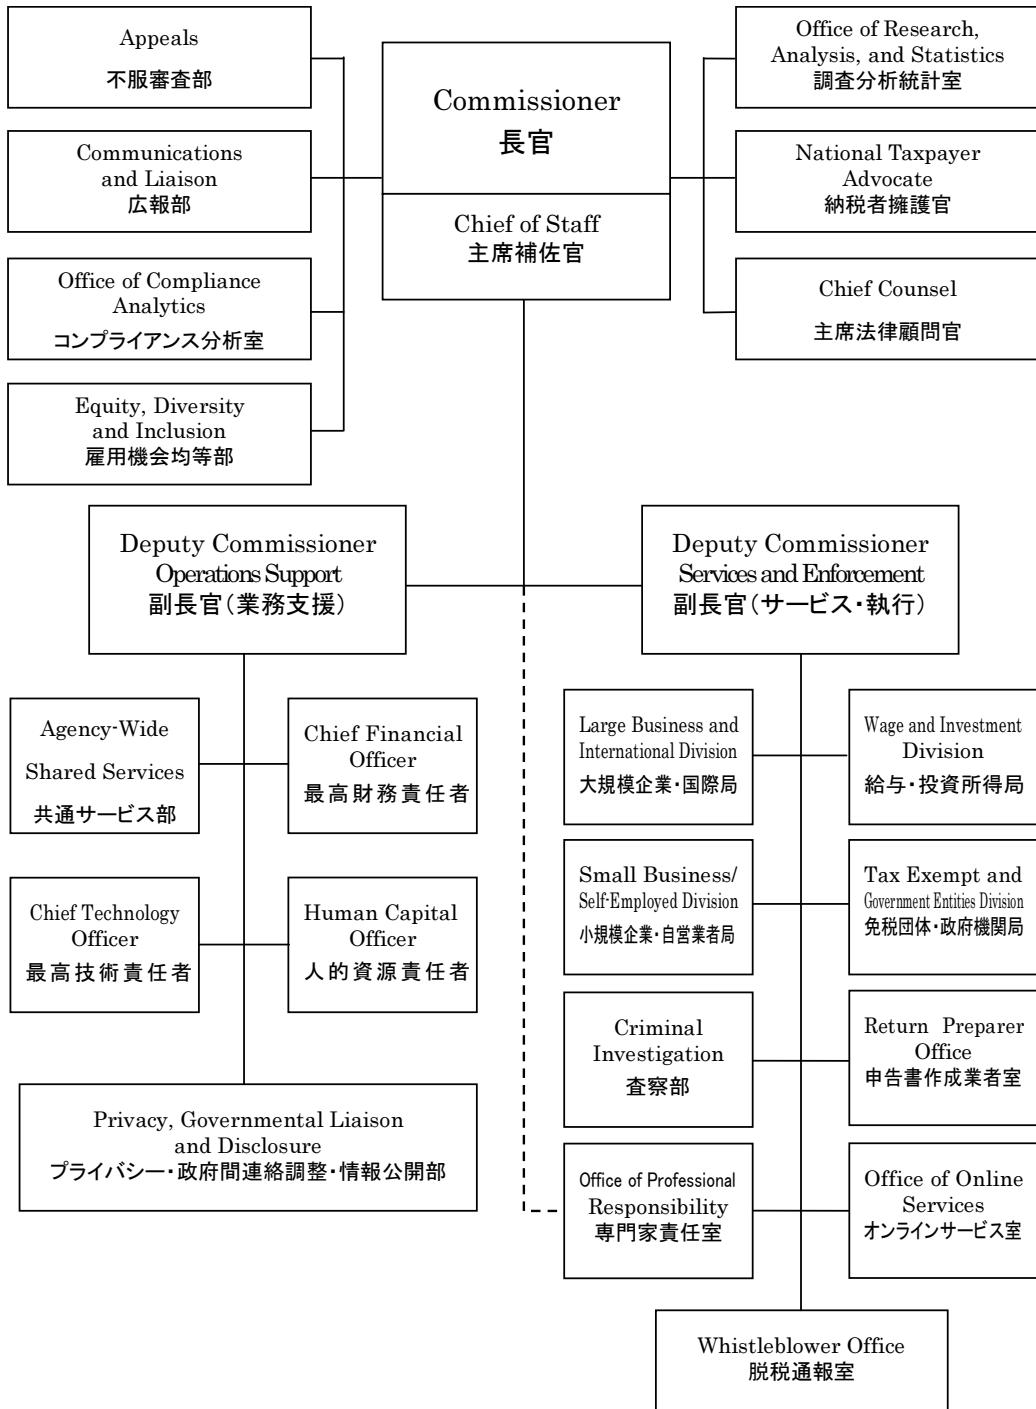 Appeals
不服審査部
Communications
and Liaison
広報部
Office of Compliance
Analytics
コンプライアンス分析室
Equity, Diversity
and Inclusion
雇用機会均等部
Commissioner
長官
Chief of Staff
主席補佐官
Office of Research,
Analysis, and Statistics
調査分析統計室
National Taxpayer
Advocate
納税者擁護官
Chief Counsel
主席法律顧問官
Deputy Commissioner
Operations Support
副長官(業務支援)
Deputy Commissioner
Services and Enforcement
副長官(サービス・執行)
Agency-Wide
Shared Services
共通サービス部
Chief Financial
Officer
最高財務責任者
Chief Technology
Officer
最高技術責任者
Human Capital
Officer
人的資源責任者
Privacy, Governmental Liaison
and Disclosure
プライバシー・政府間連絡調整・情報公開部
Large Business and
International Division
大規模企業・国際局
Wage and Investment
Division
給与・投資所得局
Small Business/
Self-Employed Division
小規模企業・自営業者局
Tax Exempt and
Government Entities Division
免税団体・政府機関局
Criminal
Investigation
査察部
Return Preparer
Office
申告書作成業者室
Office of Professional
Responsibility
専門家責任室
Office of Online
Services
オンラインサービス室
Whistleblower Office
脱税通報室